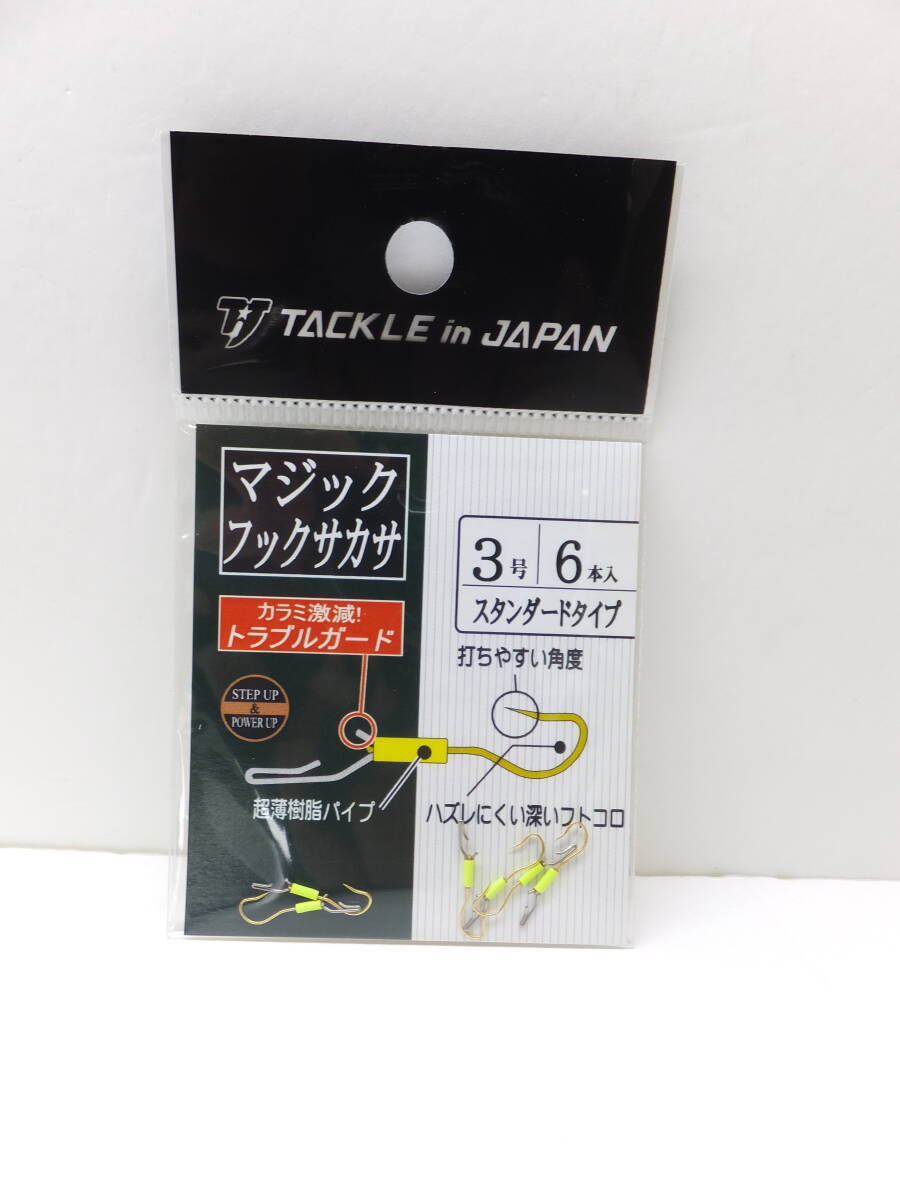 TJ TACKLE in JAPAN
マジック
フックサカサ
3号 6本入
スタンダードタイプ
カラミ激減!
トラブルガード
打ちやすい角度
STEP UP
&
POWER UP
超薄樹脂パイプ
ハズレにくい深いフトコロ